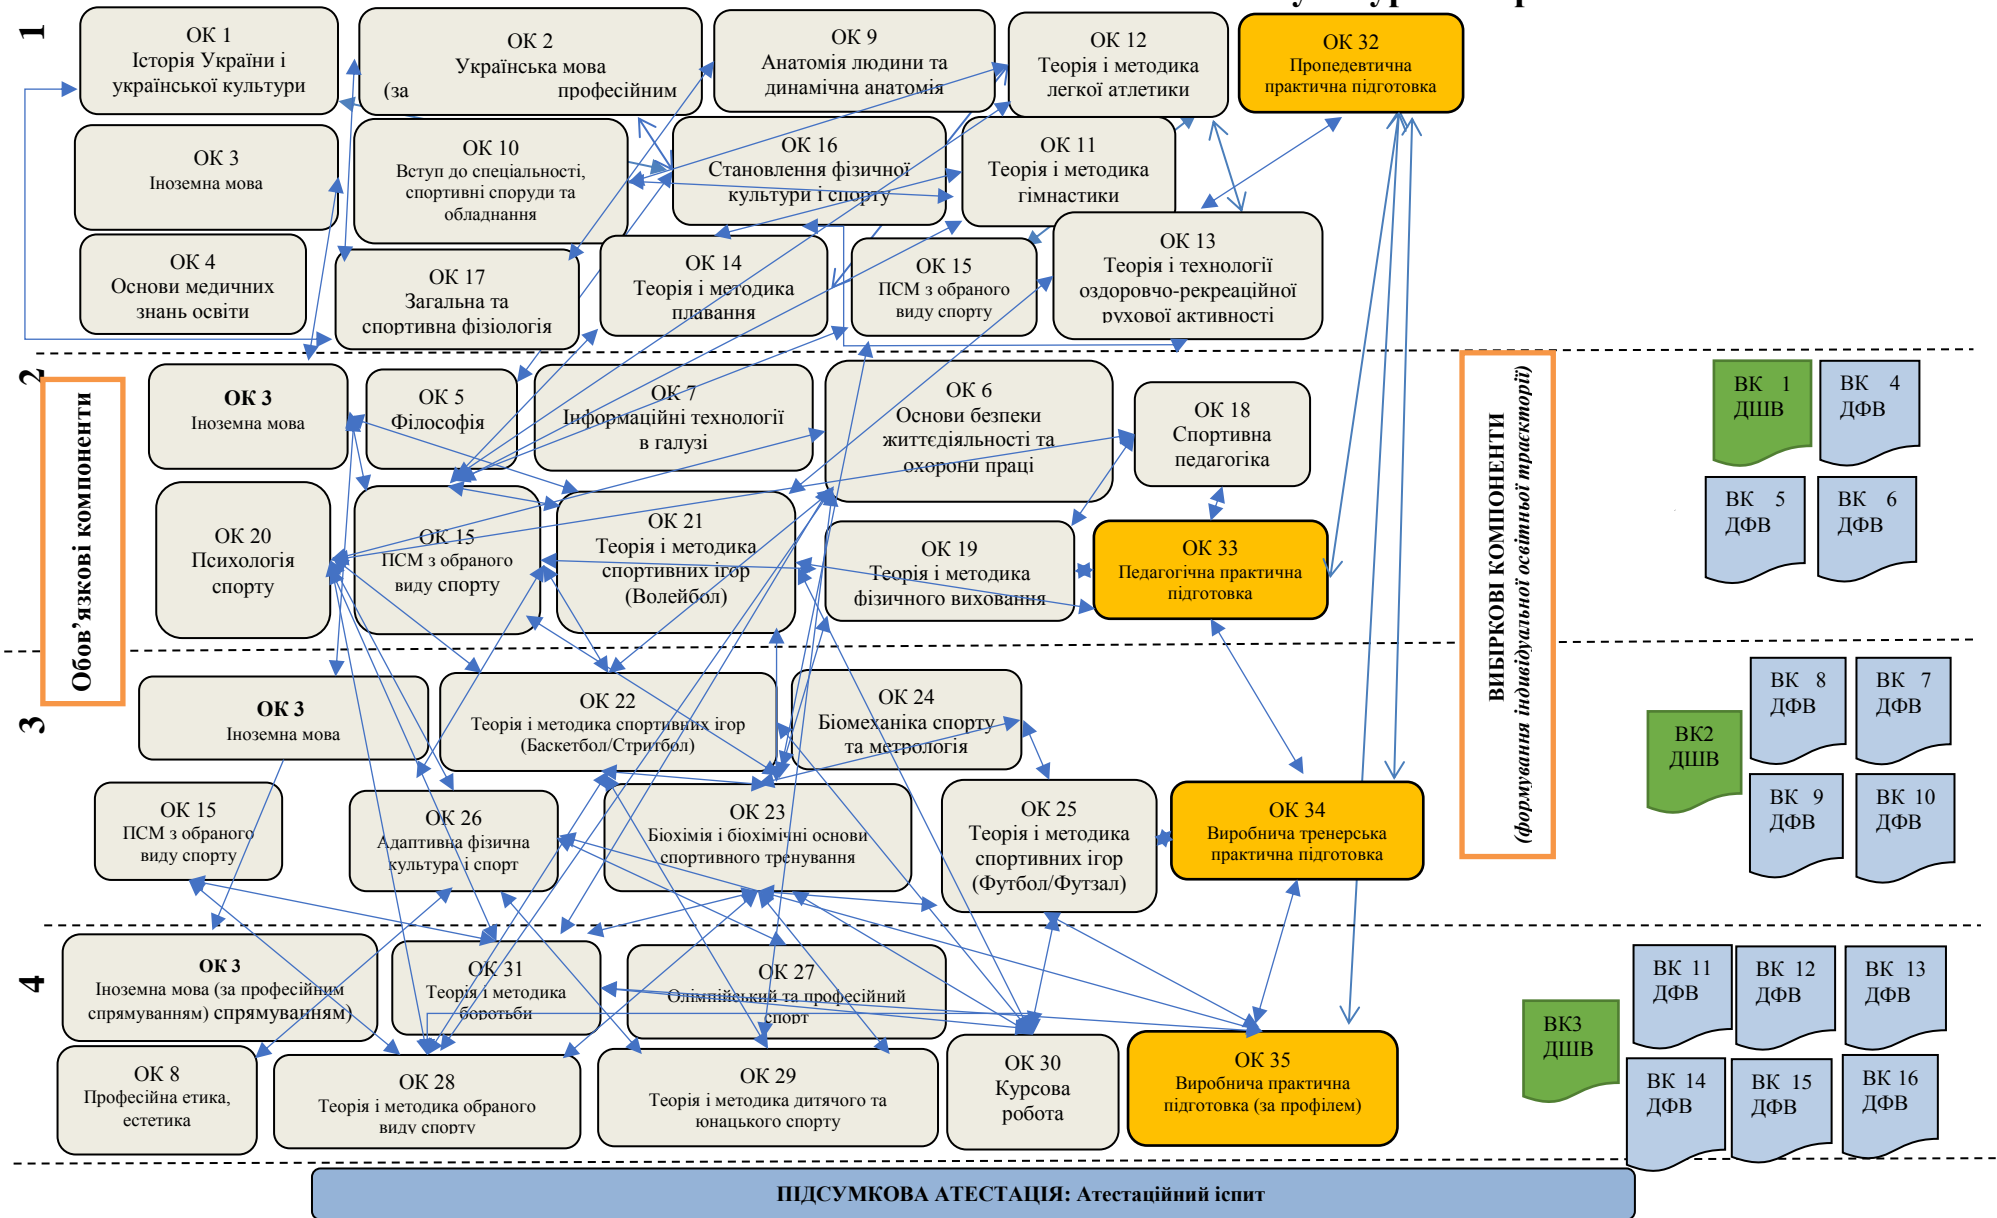 1
ОК 1
Історія України і
української культури
ОК 2
Українська мова
(за професійним
ОК 9
Анатомія людини та
динамічна анатомія
ОК 12
Теорія і методика
легкої атлетики
ОК 32
Пропедевтична
практична підготовка
ОК 3
Іноземна мова
ОК 10
Вступ до спеціальності,
спортивні споруди та
обладнання
ОК 16
Становлення фізичної
культури і спорту
ОК 11
Теорія і методика
гімнастики
ОК 4
Основи медичних
знань освіти
ОК 17
Загальна та
спортивна фізіологія
ОК 14
Теорія і методика
плавання
ОК 15
ПСМ з обраного
виду спорту
ОК 13
Теорія і технології
оздоровчо-рекреаційної
рухової активності
2
Обов’язкові компоненти
ОК 3
Іноземна мова
ОК 5
Філософія
ОК 7
Інформаційні технології
в галузі
ОК 6
Основи безпеки
життєдіяльності та
охорони праці
ОК 18
Спортивна
педагогіка
ВИБІРКОВІ КОМПОНЕНТИ
(формування індивідуальної освітньої траєкторії)
ВК 1
ДШВ
ВК 4
ДФВ
ВК 5
ДФВ
ВК 6
ДФВ
ОК 20
Психологія
спорту
ОК 15
ПСМ з обраного
виду спорту
ОК 21
Теорія і методика
спортивних ігор
(Волейбол)
ОК 19
Теорія і методика
фізичного виховання
ОК 33
Педагогічна практична
підготовка
3
ОК 3
Іноземна мова
ОК 22
Теорія і методика спортивних ігор
(Баскетбол/Стритбол)
ОК 24
Біомеханіка спорту
та метрологія
ВК2
ДШВ
ВК 8
ДФВ
ВК 7
ДФВ
ВК 9
ДФВ
ВК 10
ДФВ
ОК 15
ПСМ з обраного
виду спорту
ОК 26
Адаптивна фізична
культура і спорт
ОК 23
Біохімія і біохімічні основи
спортивного тренування
ОК 25
Теорія і методика
спортивних ігор
(Футбол/Футзал)
ОК 34
Виробнича тренерська
практична підготовка
4
ОК 3
Іноземна мова (за професійним
спрямуванням) спрямуванням)
ОК 31
Теорія і методика
боротьби
ОК 27
Олімпійський та професійний
спорт
ВК3
ДШВ
ВК 11
ДФВ
ВК 12
ДФВ
ВК 13
ДФВ
ВК 14
ДФВ
ВК 15
ДФВ
ВК 16
ДФВ
ОК 8
Професійна етика,
естетика
ОК 28
Теорія і методика обраного
виду спорту
ОК 29
Теорія і методика дитячого та
юнацького спорту
ОК 30
Курсова
робота
ОК 35
Виробнича практична
підготовка (за профілем)
ПІДСУМКОВА АТЕСТАЦІЯ: Атестаційний іспит